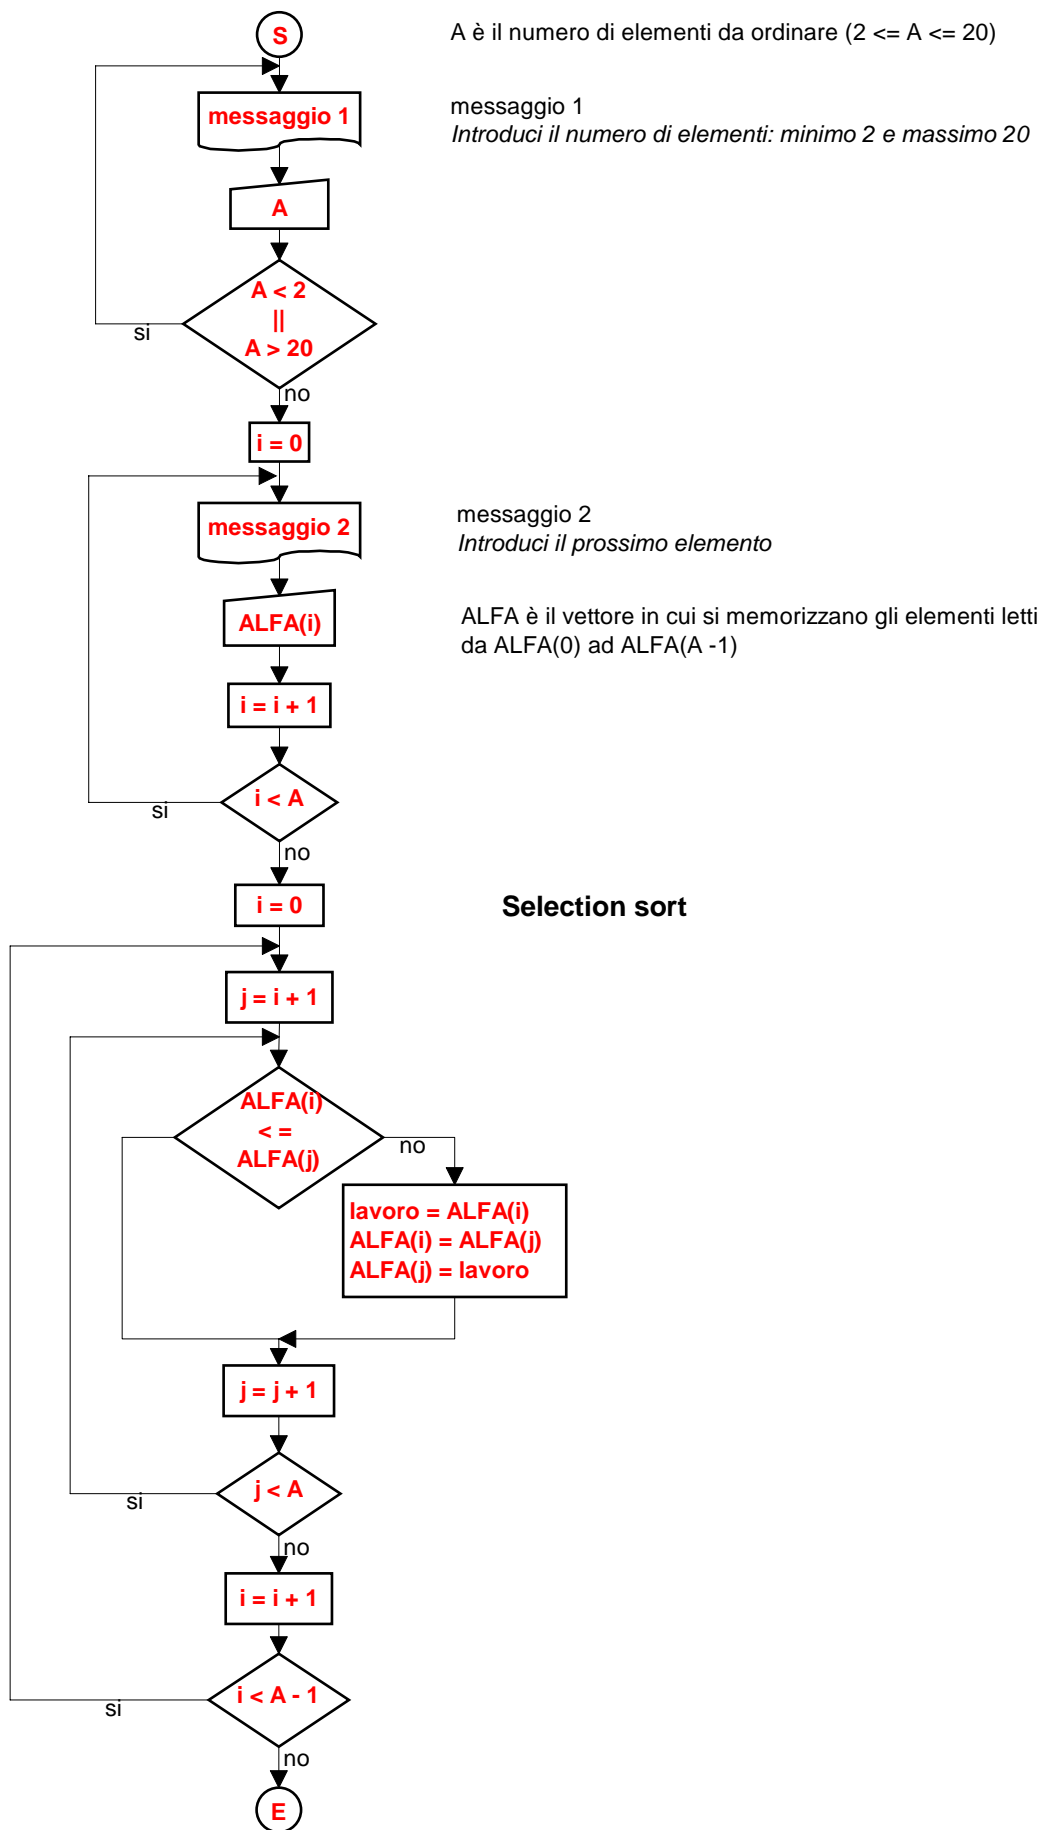 S
A è il numero di elementi da ordinare (2 <= A <= 20)
messaggio 1
messaggio 1
Introduci il numero di elementi: minimo 2 e massimo 20
A
A < 2
||
A > 20
si
no
i = 0
messaggio 2
messaggio 2
Introduci il prossimo elemento
ALFA(i)
ALFA è il vettore in cui si memorizzano gli elementi letti
da ALFA(0) ad ALFA(A -1)
i = i + 1
i < A
si
no
i = 0
Selection sort
j = i + 1
ALFA(i)
< =
ALFA(j)
no
lavoro = ALFA(i)
ALFA(i) = ALFA(j)
ALFA(j) = lavoro
j = j + 1
j < A
si
no
i = i + 1
i < A - 1
si
no
E